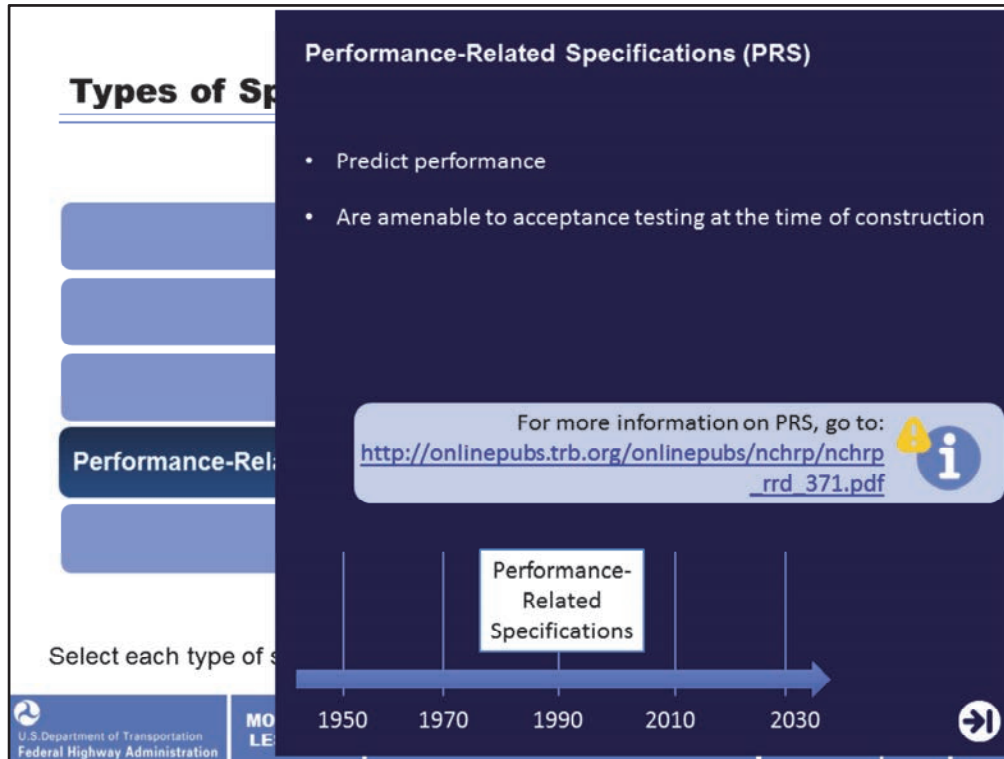 Types of Sp
Performance-Rela
Select each type of s
U.S.Department of Transportation
Federal Highway Administration
MO
LE
Performance-Related Specifications (PRS)
• Predict performance
• Are amenable to acceptance testing at the time of construction
For more information on PRS, go to:
http://onlinepubs.trb.org/onlinepubs/nchrp/nchrp
_rrd_371.pdf
Performance-
Related
Specifications
1950 1970 1990 2010 2030